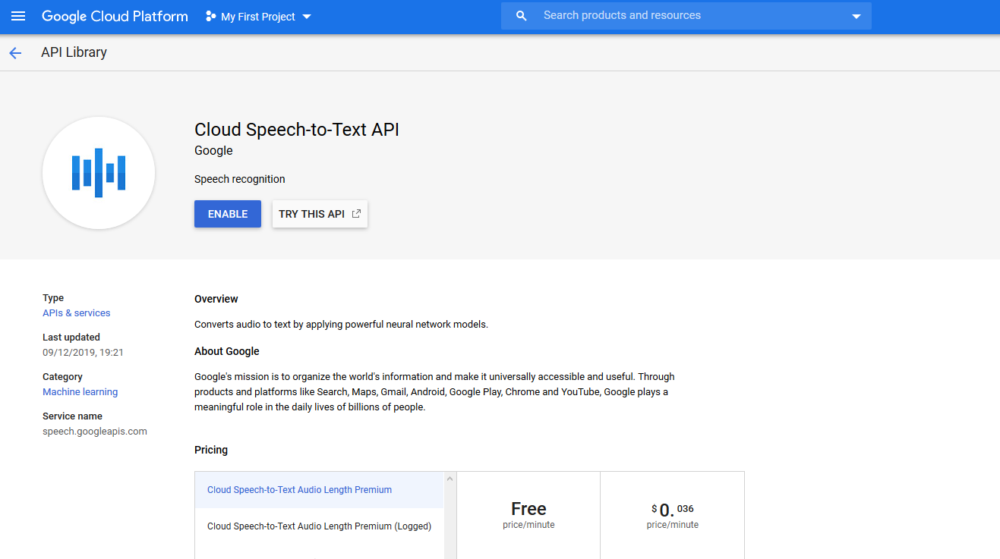 Google Cloud Platform
My First Project
Search products and resources
API Library
Cloud Speech-to-Text API
Google
Speech recognition
ENABLE
TRY THIS API
Type
APIs & services
Last updated
09/12/2019, 19:21
Category
Machine learning
Service name
speech.googleapis.com
Overview
Converts audio to text by applying powerful neural network models.
About Google
Google's mission is to organize the world's information and make it universally accessible and useful. Through
products and platforms like Search, Maps, Gmail, Android, Google Play, Chrome and YouTube, Google plays a
meaningful role in the daily lives of billions of people.
Pricing
Cloud Speech-to-Text Audio Length Premium
Cloud Speech-to-Text Audio Length Premium (Logged)
Free
price/minute
$0.036
price/minute